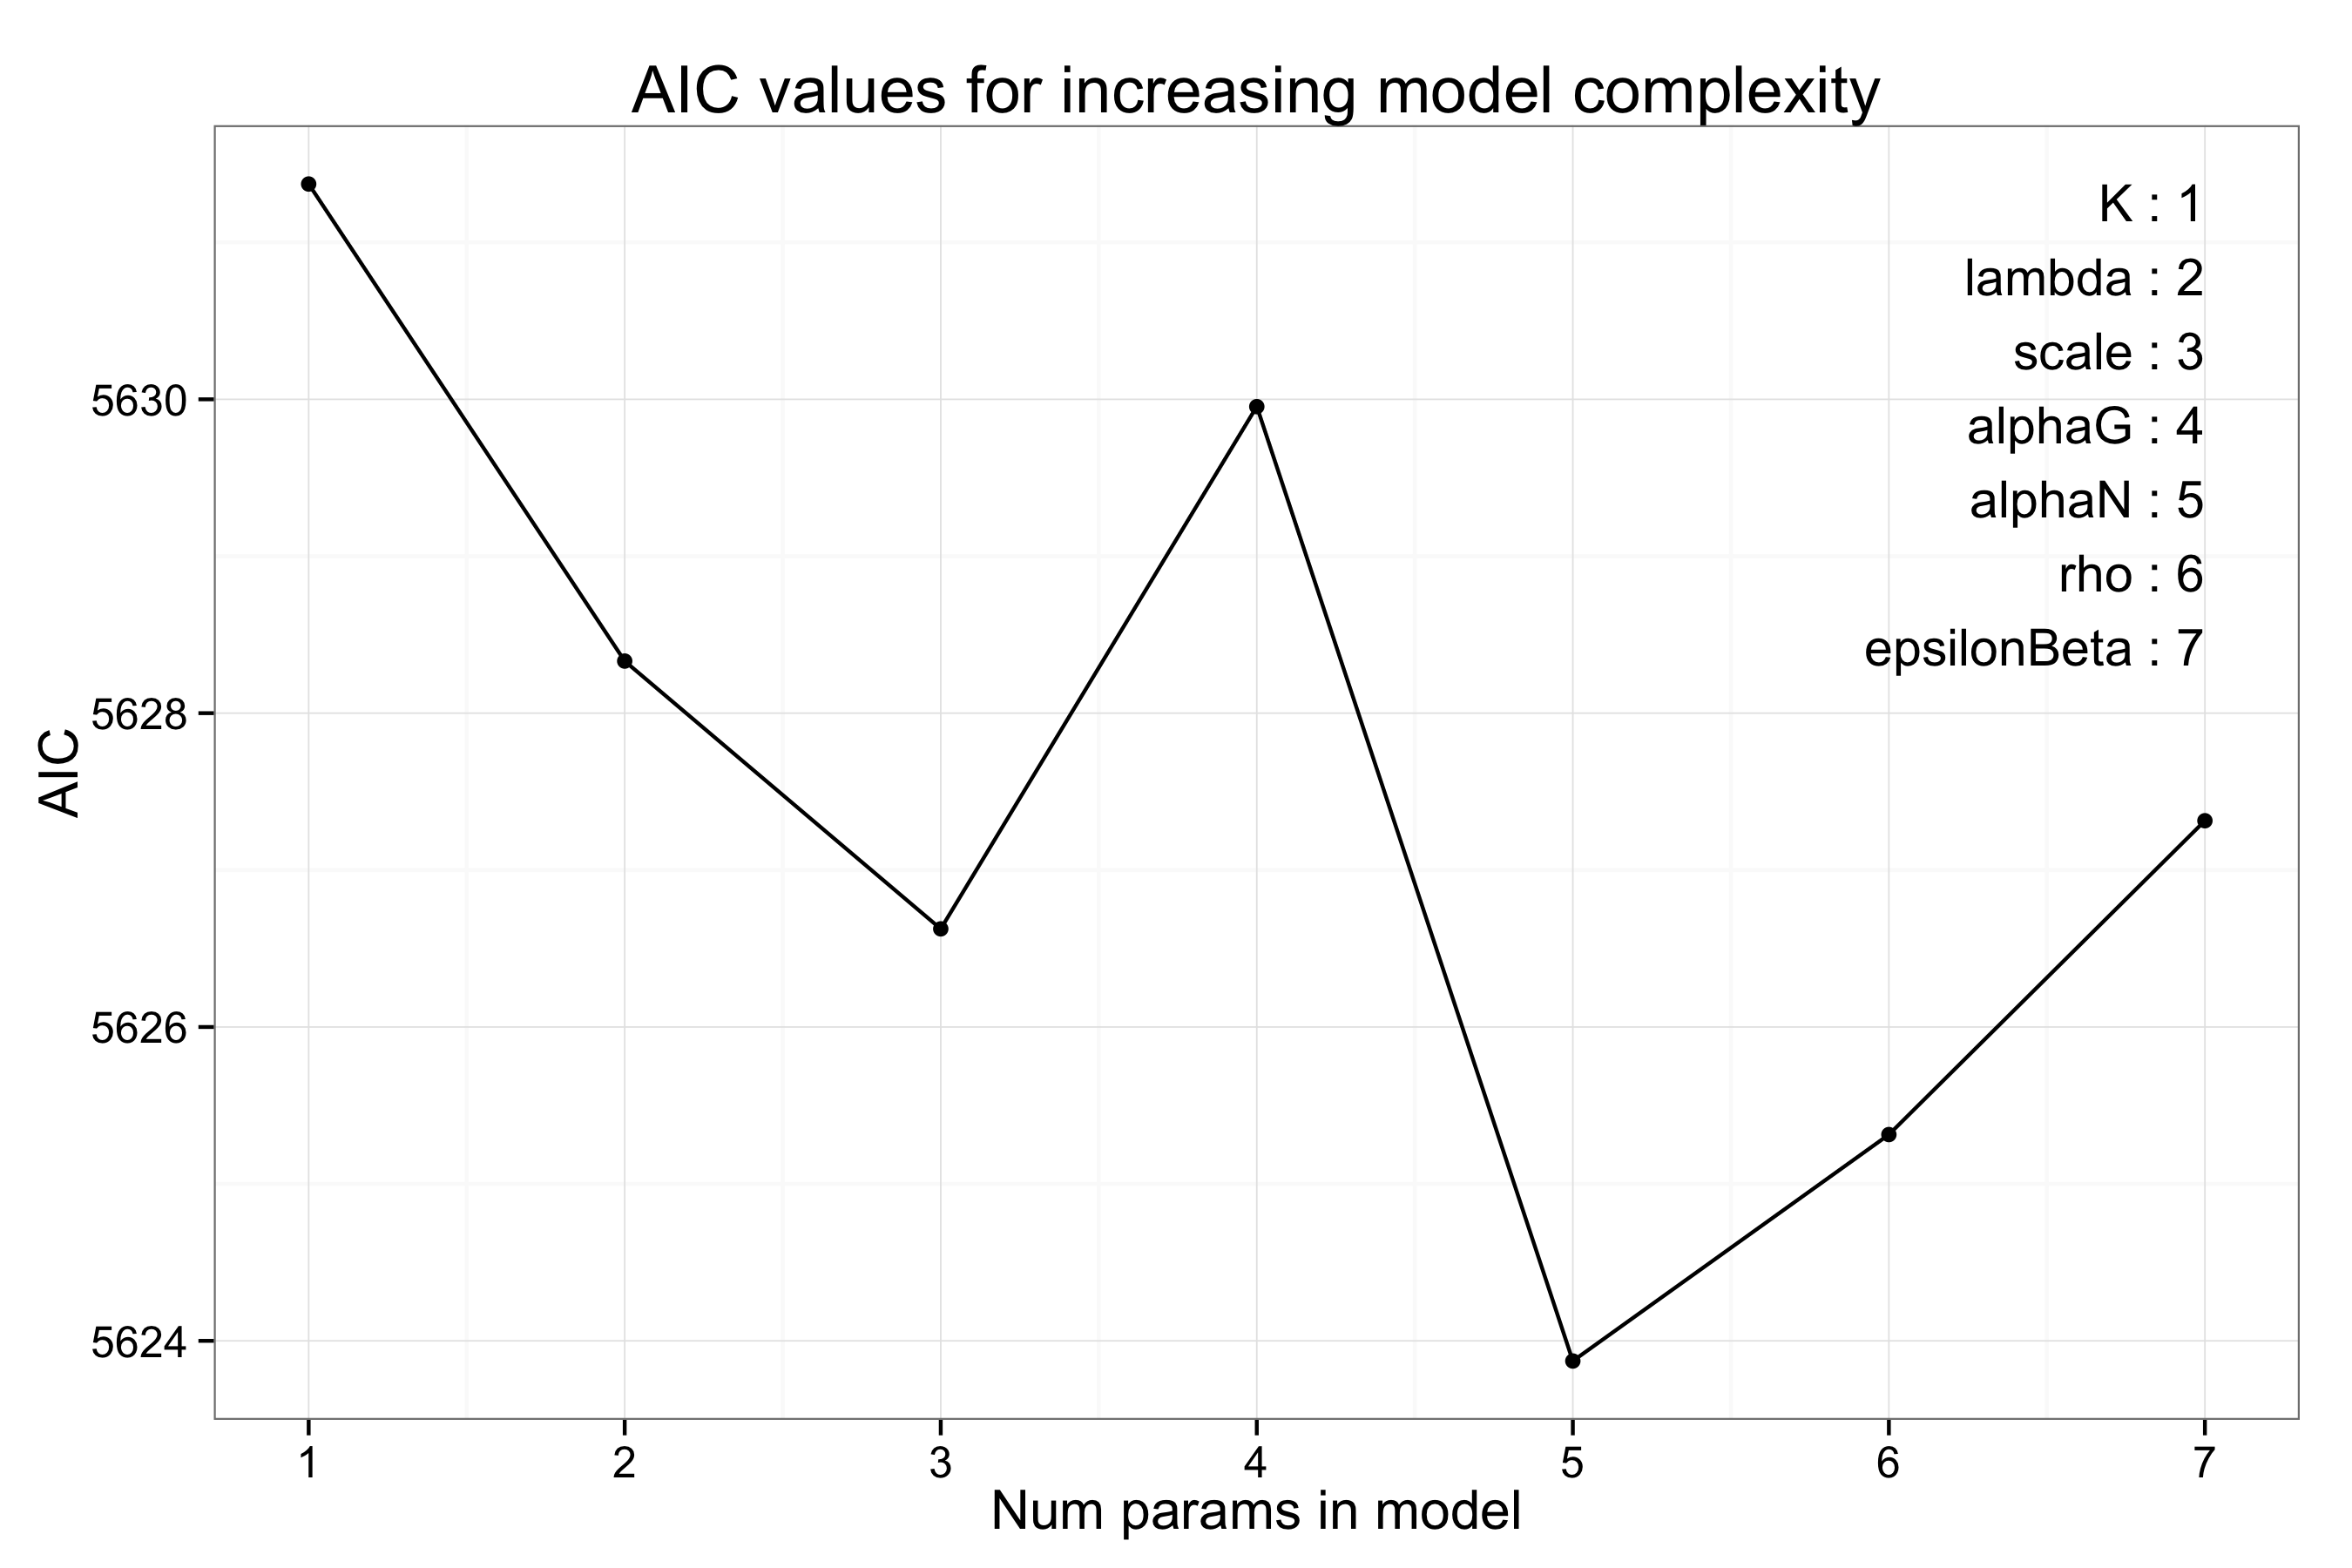 AIC values for increasing model complexity
K : 1
lambda : 2
scale : 3
alphaG : 4
alphaN : 5
rho : 6
epsilonBeta : 7
AIC
5630
5628
5626
5624
1 2 3 4 5 6 7
Num params in model